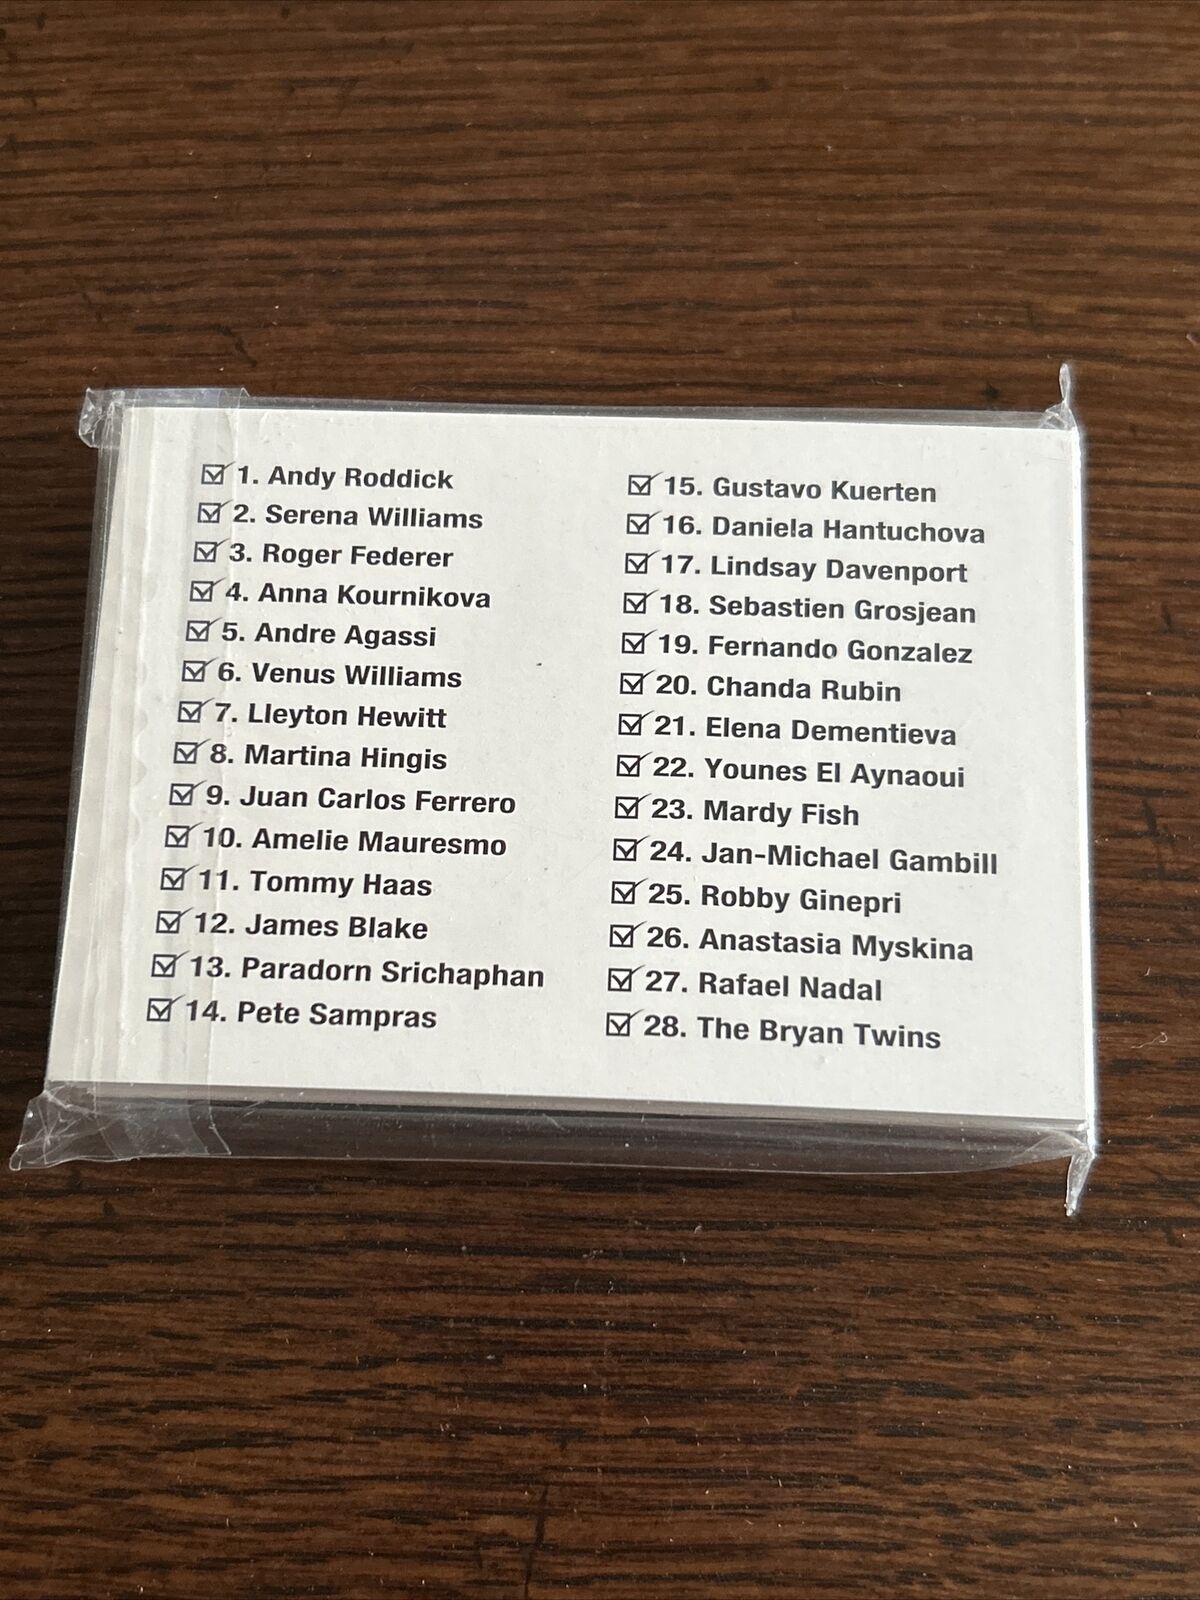 1. Andy Roddick
2. Serena Williams
3. Roger Federer
4. Anna Kournikova
5. Andre Agassi
6. Venus Williams
7. Lleyton Hewitt
8. Martina Hingis
9. Juan Carlos Ferrero
10. Amelie Mauresmo
11. Tommy Haas
12. James Blake
13. Paradorn Srichaphan
14. Pete Sampras
15. Gustavo Kuerten
16. Daniela Hantuchova
17. Lindsay Davenport
18. Sebastien Grosjean
19. Fernando Gonzalez
20. Chanda Rubin
21. Elena Dementieva
22. Younes El Aynaoui
23. Mardy Fish
24. Jan-Michael Gambill
25. Robby Ginepri
26. Anastasia Myskina
27. Rafael Nadal
28. The Bryan Twins